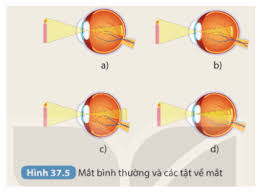 a) b)
c) d)
Hình 37.5 Mắt bình thường và các tật về mắt